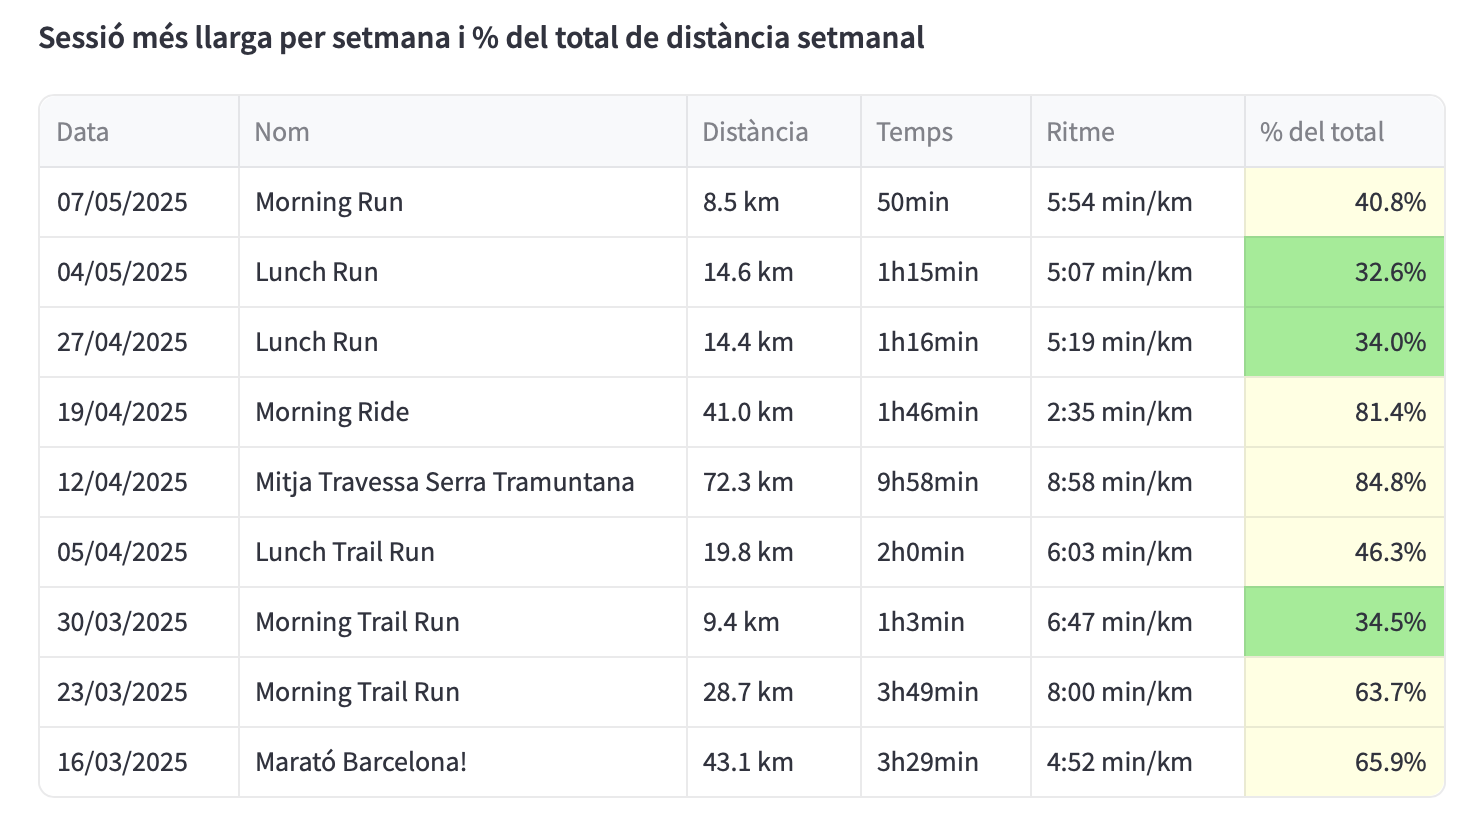 Sessió més llarga per setmana i % del total de distància setmanal
Data Nom Distància Temps Ritme % del total
07/05/2025 Morning Run 8.5 km 50min 5:54 min/km 40.8%
04/05/2025 Lunch Run 14.6 km 1h15min 5:07 min/km 32.6%
27/04/2025 Lunch Run 14.4 km 1h16min 5:19 min/km 34.0%
19/04/2025 Morning Ride 41.0 km 1h46min 2:35 min/km 81.4%
12/04/2025 Mitja Travessa Serra Tramuntana 72.3 km 9h58min 8:58 min/km 84.8%
05/04/2025 Lunch Trail Run 19.8 km 2h0min 6:03 min/km 46.3%
30/03/2025 Morning Trail Run 9.4 km 1h3min 6:47 min/km 34.5%
23/03/2025 Morning Trail Run 28.7 km 3h49min 8:00 min/km 63.7%
16/03/2025 Marató Barcelona! 43.1 km 3h29min 4:52 min/km 65.9%